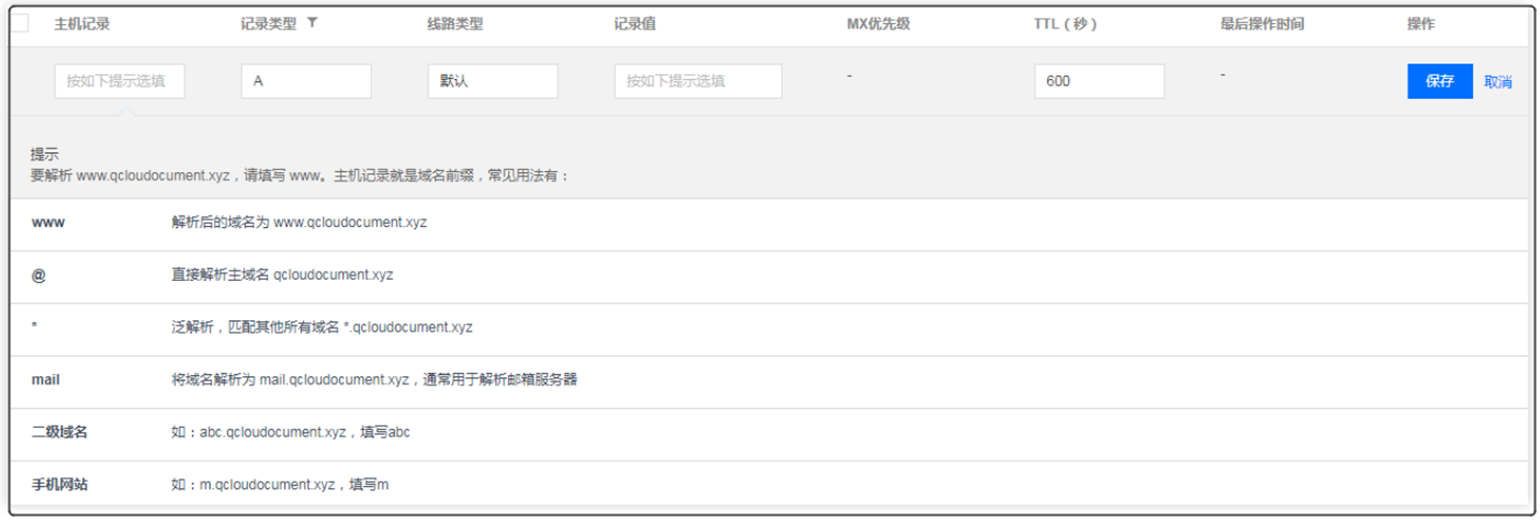 主机记录 记录类型 线路类型 记录值 MX优先级 TTL（秒） 最后操作时间 操作
按如下提示选填 A 默认 按如下提示选填 - 600 - 保存 取消
提示
要解析 www.qcloudocument.xyz，请填写 www。主机记录就是域名前缀，常见用法有：
www 解析后的域名为 www.qcloudocument.xyz
@ 直接解析主域名 qcloudocument.xyz
* 泛解析，匹配其他所有域名 *.qcloudocument.xyz
mail 将域名解析为 mail.qcloudocument.xyz，通常用于解析邮箱服务器
二级域名 如：abc.qcloudocument.xyz，填写abc
手机网站 如：m.qcloudocument.xyz，填写m